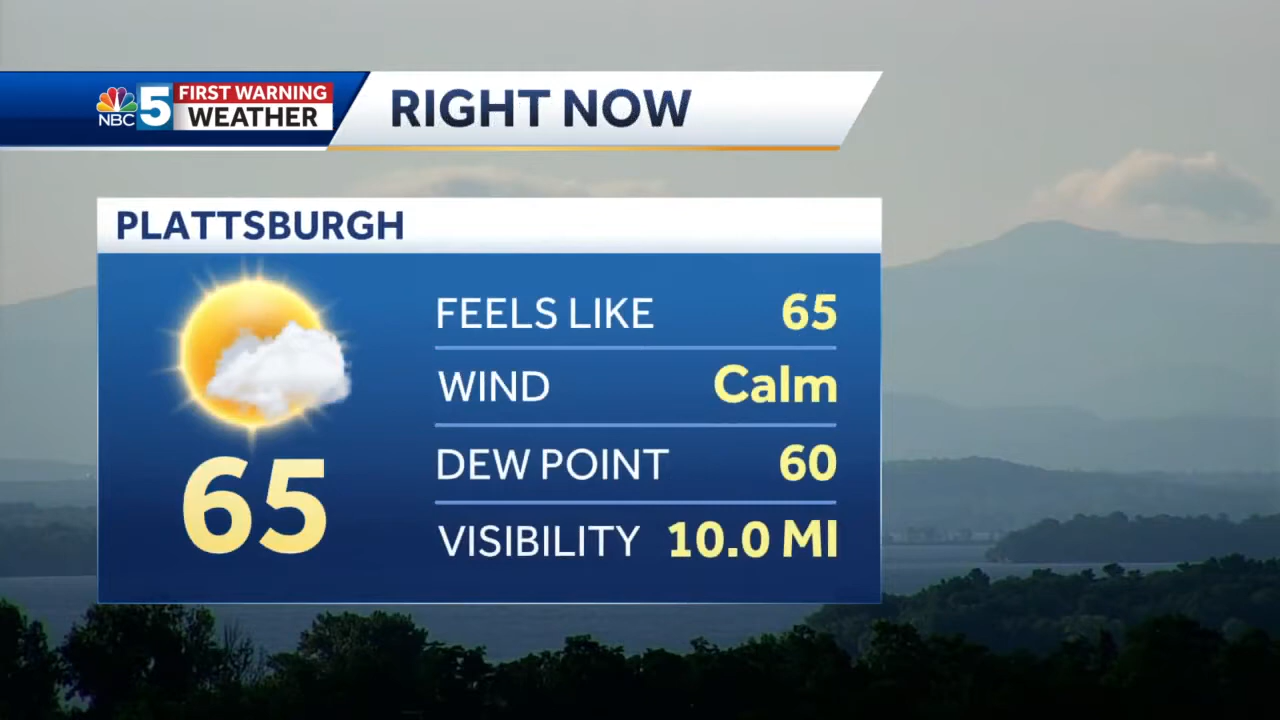 NBC 5 FIRST WARNING WEATHER
RIGHT NOW
PLATTSBURGH
65
FEELS LIKE 65
WIND Calm
DEW POINT 60
VISIBILITY 10.0 MI